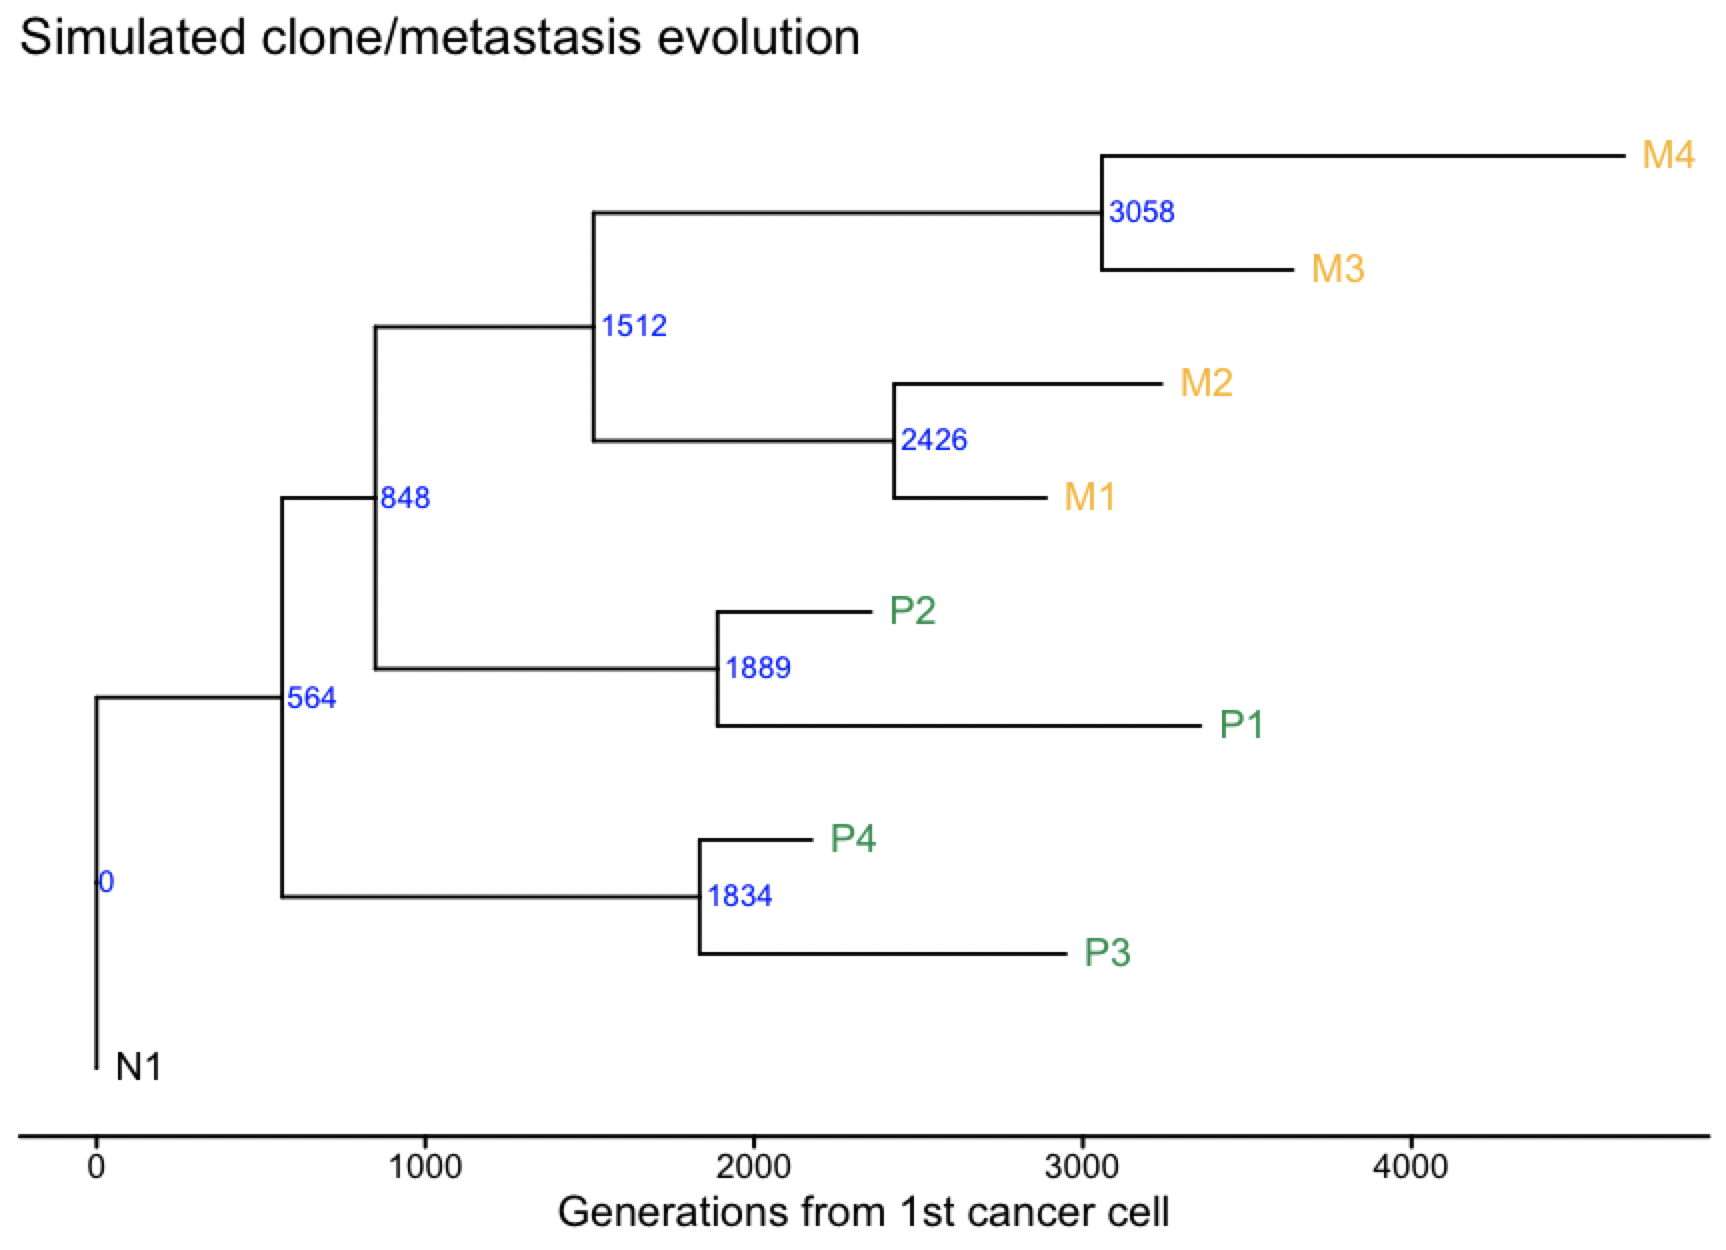 Simulated clone/metastasis evolution
M4
3058
M3
1512
M2
2426
M1
848
P2
1889
P1
564
P4
0
1834
P3
N1
0 1000 2000 3000 4000
Generations from 1st cancer cell